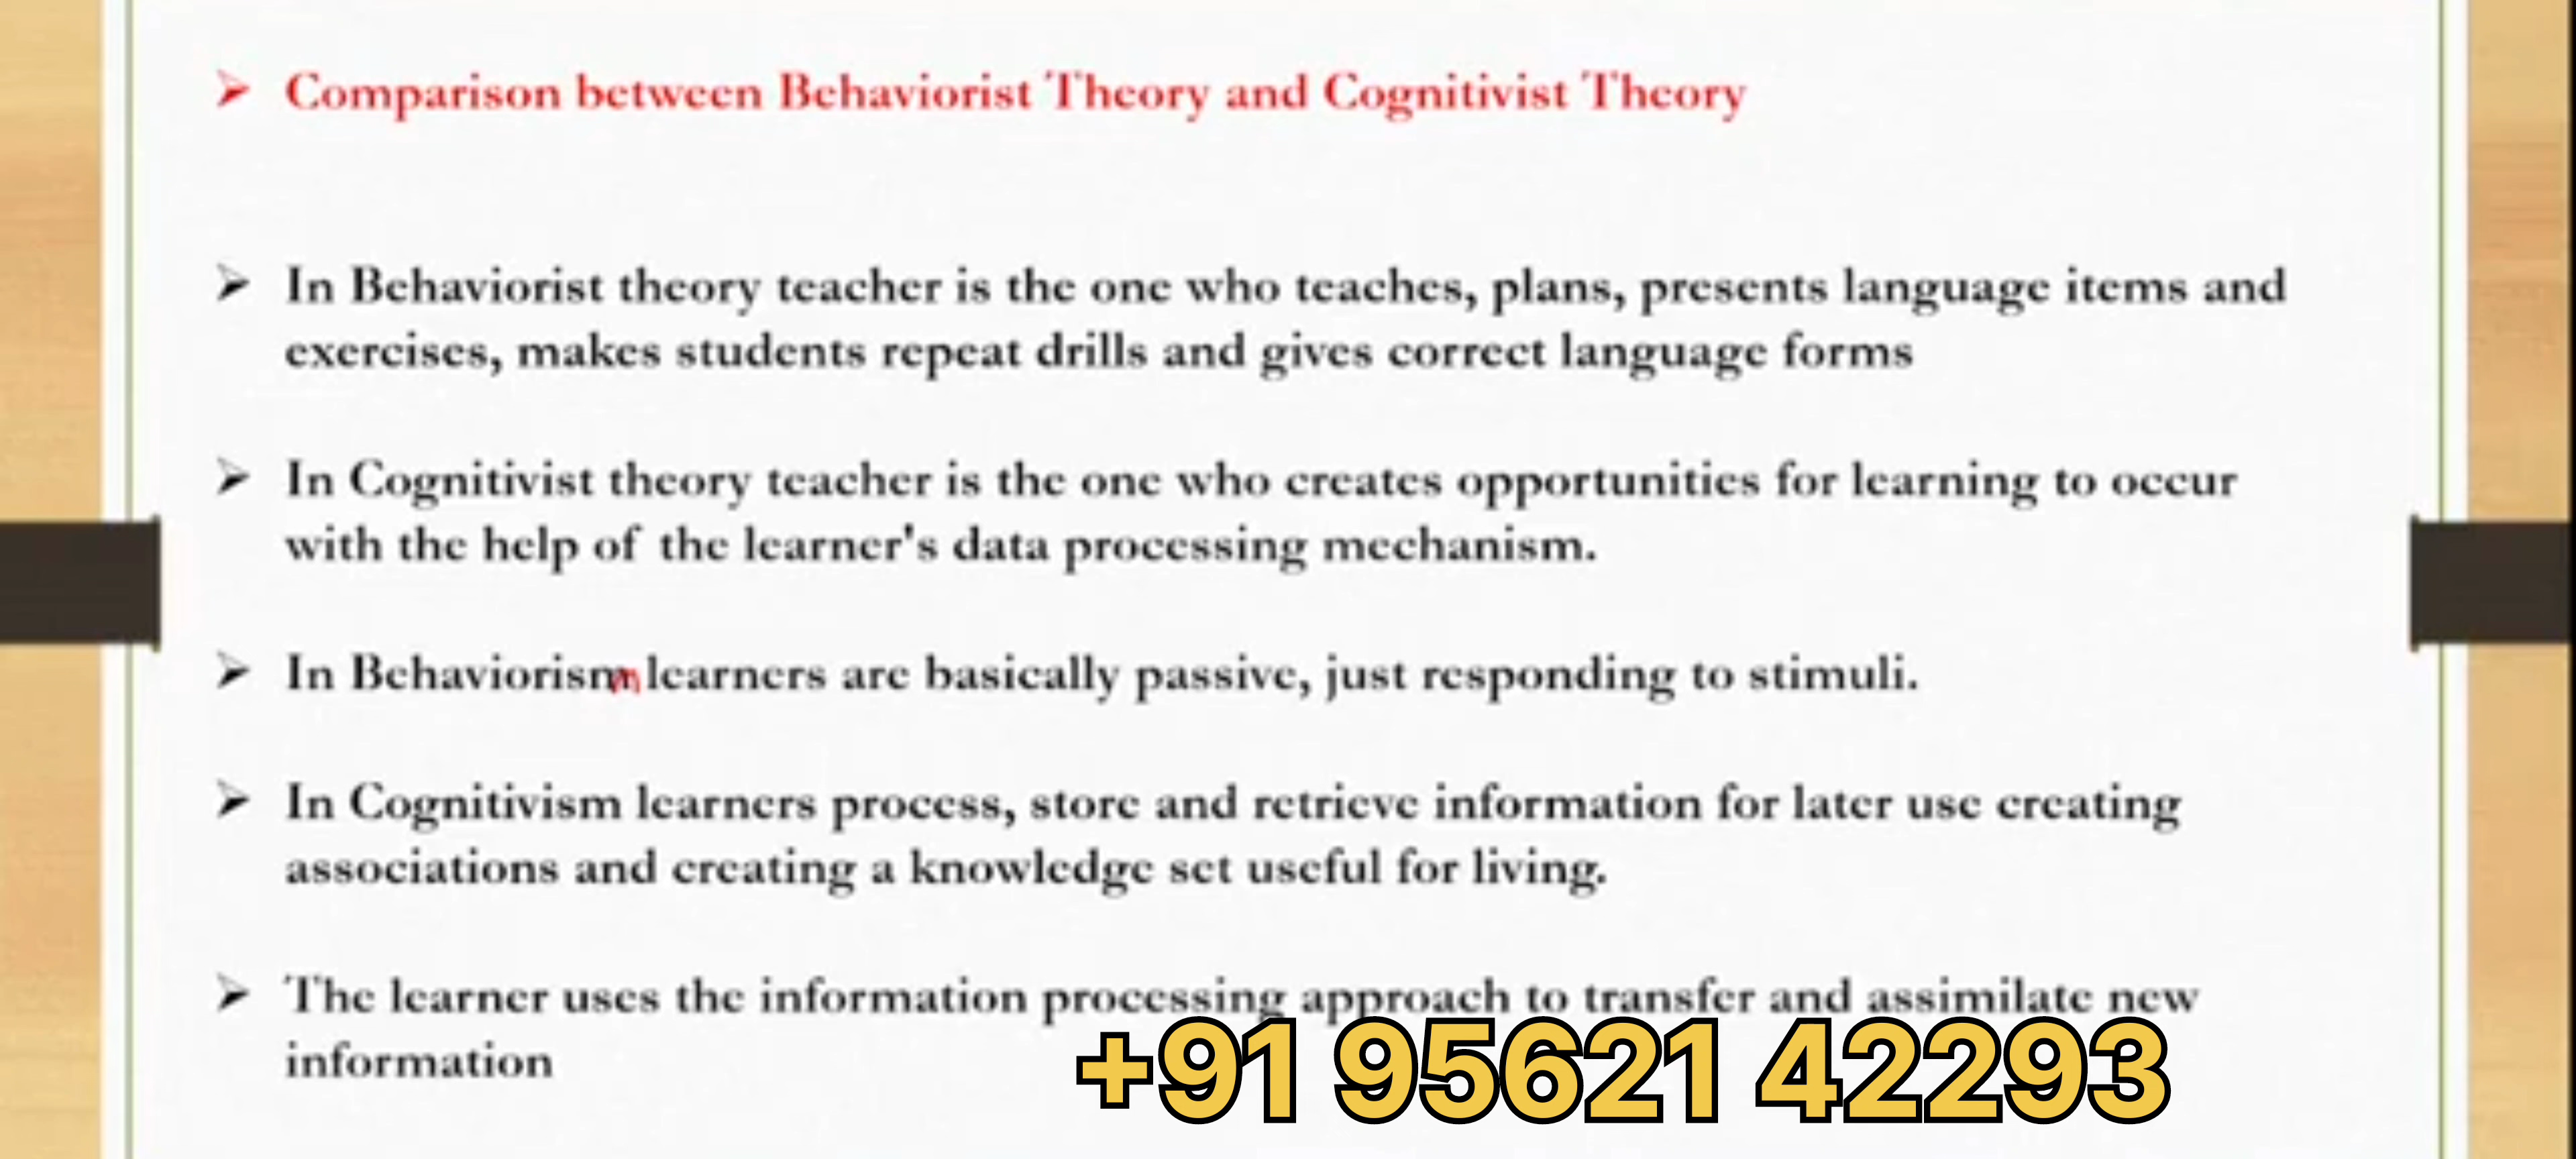 ➤ Comparison between Behaviorist Theory and Cognitivist Theory
➤ In Behaviorist theory teacher is the one who teaches, plans, presents language items and
exercises, makes students repeat drills and gives correct language forms
➤ In Cognitivist theory teacher is the one who creates opportunities for learning to occur
with the help of the learner's data processing mechanism.
➤ In Behaviorism learners are basically passive, just responding to stimuli.
➤ In Cognitivism learners process, store and retrieve information for later use creating
associations and creating a knowledge set useful for living.
➤ The learner uses the information processing approach to transfer and assimilate new
information
+91 95621 42293